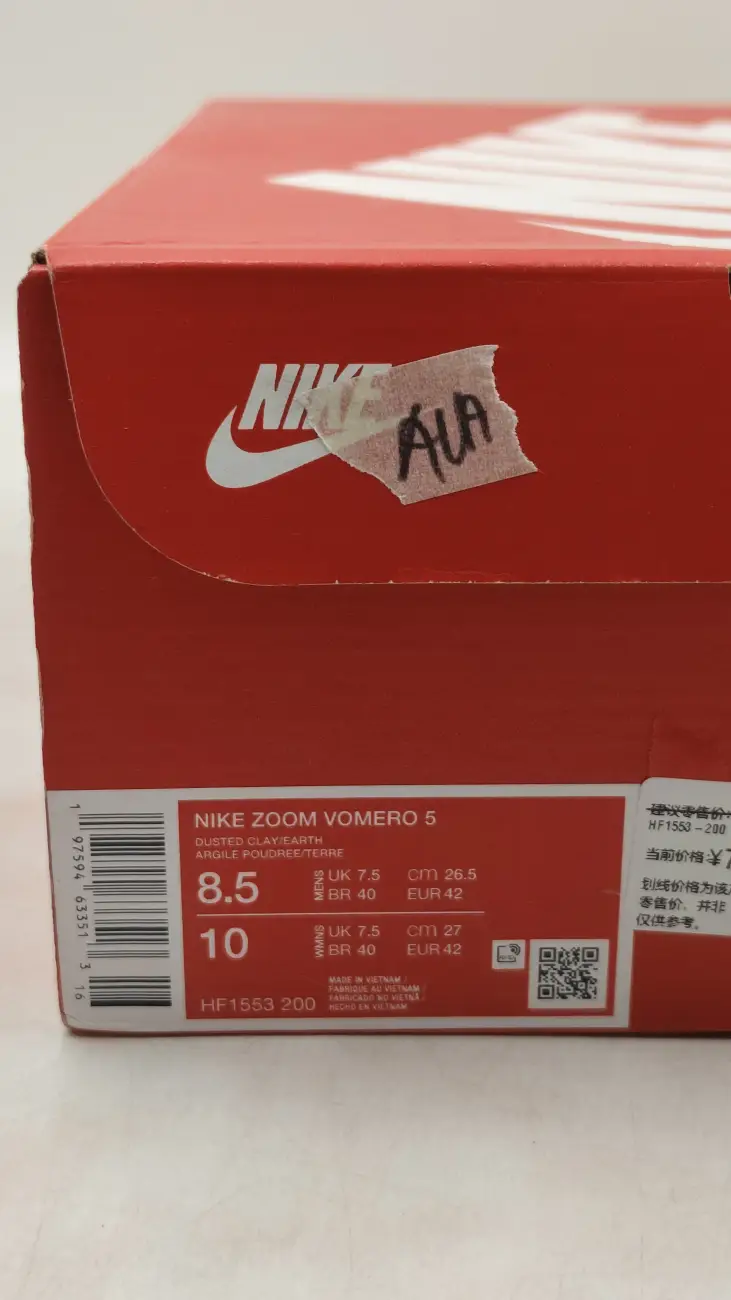 NIKE
AUA
NIKE ZOOM VOMERO 5
DUSTED CLAY/EARTH
ARGILE POUDREE/TERRE
8.5 MENS UK 7.5 CM 26.5
BR 40 EUR 42
10 WMNS UK 7.5 CM 27
BR 40 EUR 42
HF1553 200
MADE IN VIETNAM /
FABRIQUE AU VIETNAM /
FABRICADO NO VIETNÃ /
HECHO EN VIETNAM
1 97594 63351 3 16
建议零售价:
HF1553-200
当前价格:¥
划线价格为该
零售价, 并非
仅供参考。